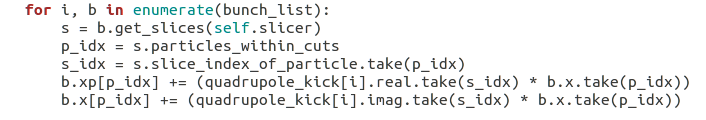 for i, b in enumerate(bunch_list):
    s = b.get_slices(self.slicer)
    p_idx = s.particles_within_cuts
    s_idx = s.slice_index_of_particle.take(p_idx)
    b.xp[p_idx] += (quadrupole_kick[i].real.take(s_idx) * b.x.take(p_idx))
    b.x[p_idx] += (quadrupole_kick[i].imag.take(s_idx) * b.x.take(p_idx))